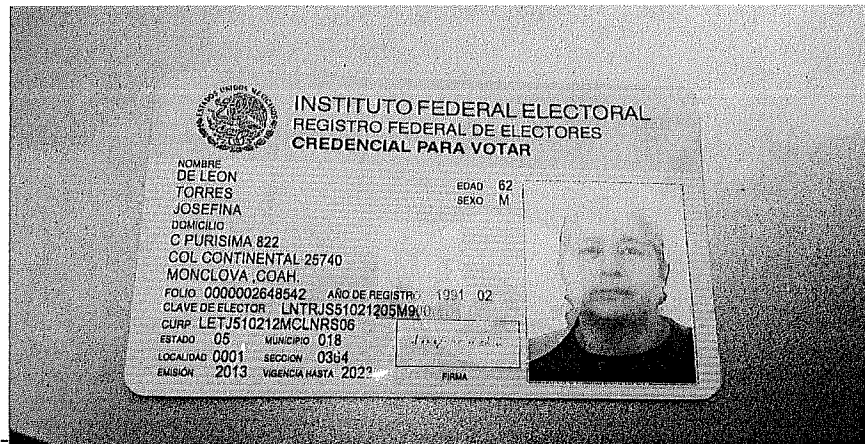 ESTADOS UNIDOS MEXICANOS
INSTITUTO FEDERAL ELECTORAL
REGISTRO FEDERAL DE ELECTORES
CREDENCIAL PARA VOTAR
NOMBRE
DE LEON
TORRES
JOSEFINA
EDAD 62
SEXO M
DOMICILIO
C PURISIMA 822
COL CONTINENTAL 25740
MONCLOVA ,COAH.
FOLIO 0000002648542 AÑO DE REGISTRO 1991 02
CLAVE DE ELECTOR LNTRJS51021205M900
CURP LETJ510212MCLNRS06
ESTADO 05 MUNICIPIO 018
LOCALIDAD 0001 SECCION 0364
EMISIÓN 2013 VIGENCIA HASTA 2023
FIRMA